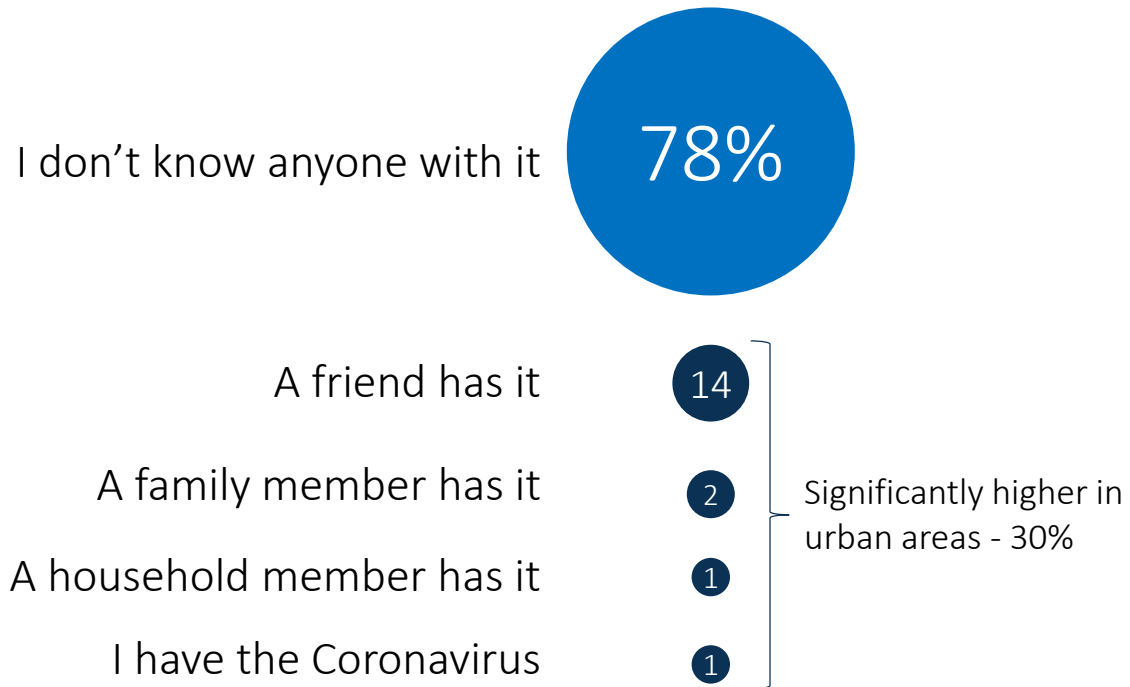 I don’t know anyone with it
78%
A friend has it
14
A family member has it
2
Significantly higher in
urban areas - 30%
A household member has it
1
I have the Coronavirus
1